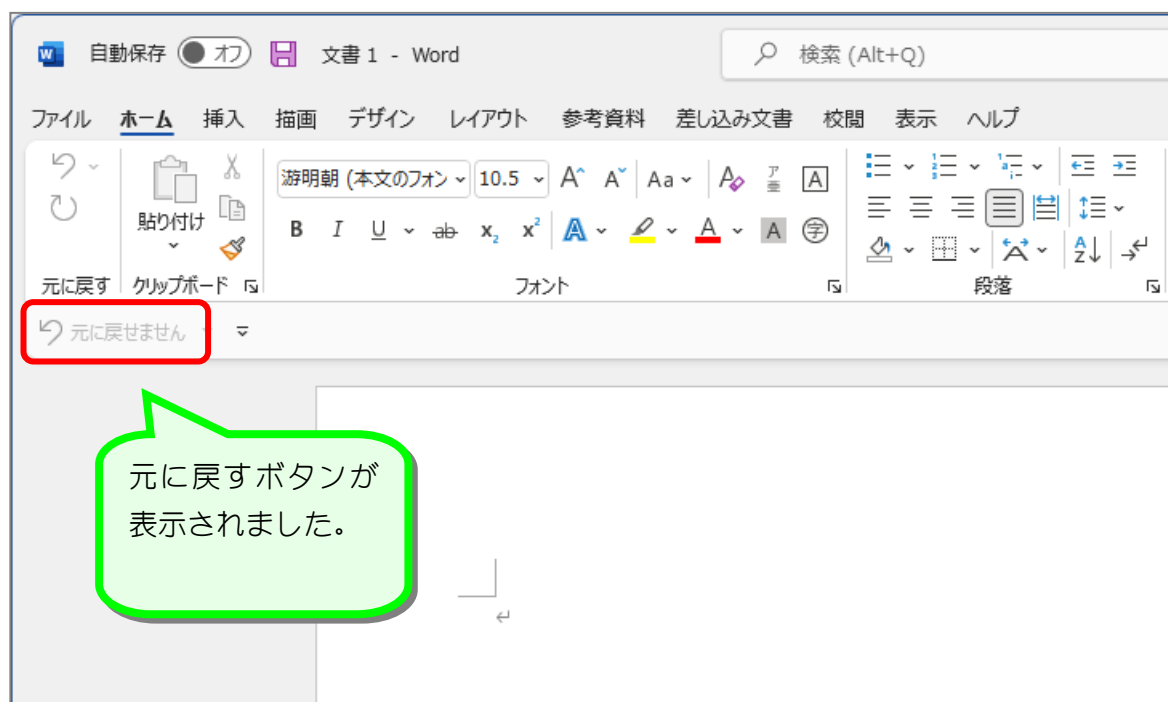 自動保存 オフ 文書 1 - Word 検索 (Alt+Q)
ファイル ホーム 挿入 描画 デザイン レイアウト 参考資料 差し込み文書 校閲 表示 ヘルプ
游明朝 (本文のフォン 10.5 A A Aa A ア亜 A
貼り付け
B I U ab x₂ x² A A A 字 AZ
元に戻す クリップボード フォント 段落
元に戻せません
元に戻すボタンが
表示されました。